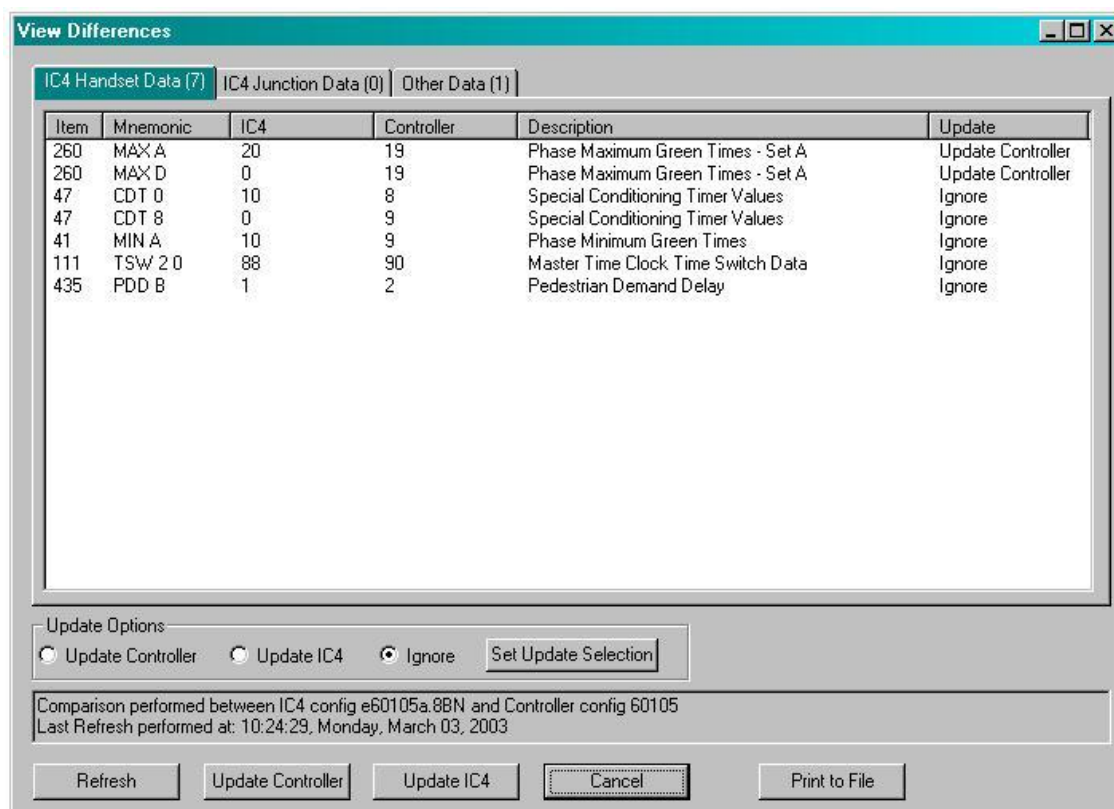 View Differences
IC4 Handset Data (7) IC4 Junction Data (0) Other Data (1)
Item Mnemonic IC4 Controller Description Update
260 MAX A 20 19 Phase Maximum Green Times - Set A Update Controller
260 MAX D 0 19 Phase Maximum Green Times - Set A Update Controller
47 CDT 0 10 8 Special Conditioning Timer Values Ignore
47 CDT 8 0 9 Special Conditioning Timer Values Ignore
41 MIN A 10 9 Phase Minimum Green Times Ignore
111 TSW 2 0 88 90 Master Time Clock Time Switch Data Ignore
435 PDD B 1 2 Pedestrian Demand Delay Ignore
Update Options
Update Controller Update IC4 Ignore Set Update Selection
Comparison performed between IC4 config e60105a.8BN and Controller config 60105
Last Refresh performed at: 10:24:29, Monday, March 03, 2003
Refresh Update Controller Update IC4 Cancel Print to File